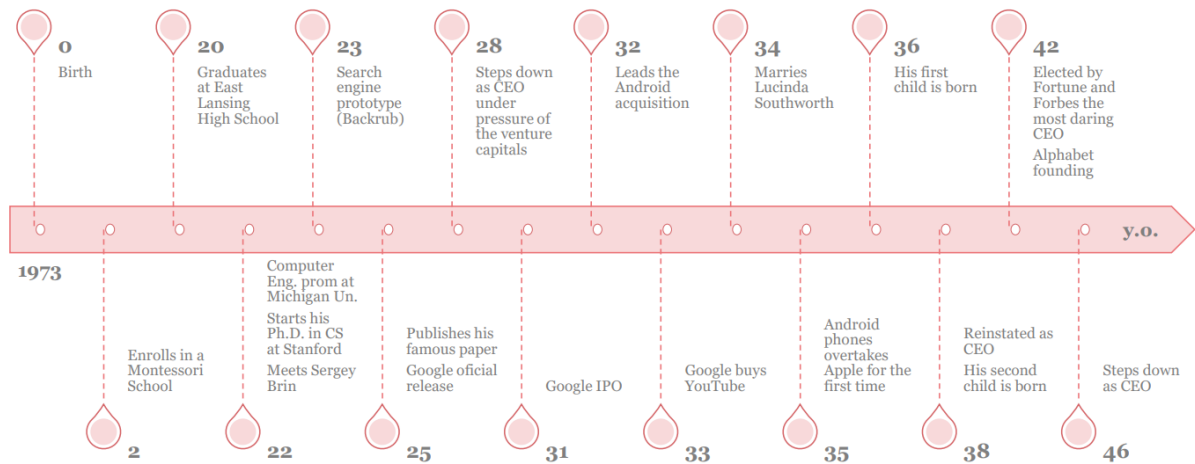 0
Birth
20
Graduates
at East
Lansing
High School
23
Search
engine
prototype
(Backrub)
28
Steps down
as CEO
under
pressure of
the venture
capitals
32
Leads the
Android
acquisition
34
Marries
Lucinda
Southworth
36
His first
child is born
42
Elected by
Fortune and
Forbes the
most daring
CEO
Alphabet
founding
y.o.
1973
Enrolls in a
Montessori
School
2
Computer
Eng. prom at
Michigan Un.
Starts his
Ph.D. in CS
at Stanford
Meets Sergey
Brin
22
Publishes his
famous paper
Google oficial
release
25
Google IPO
31
Google buys
YouTube
33
Android
phones
overtakes
Apple for the
first time
35
Reinstated as
CEO
His second
child is born
38
Steps down
as CEO
46